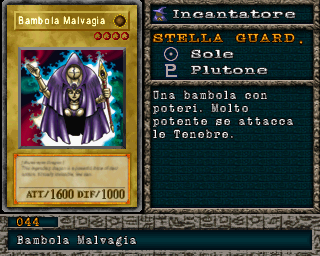 Bambola Malvagia
ATT/1600 DIF/1000
Incantatore
STELLA GUARD.
Sole
Plutone
Una bambola con
poteri. Molto
potente se attacca
le Tenebre.
044
Bambola Malvagia